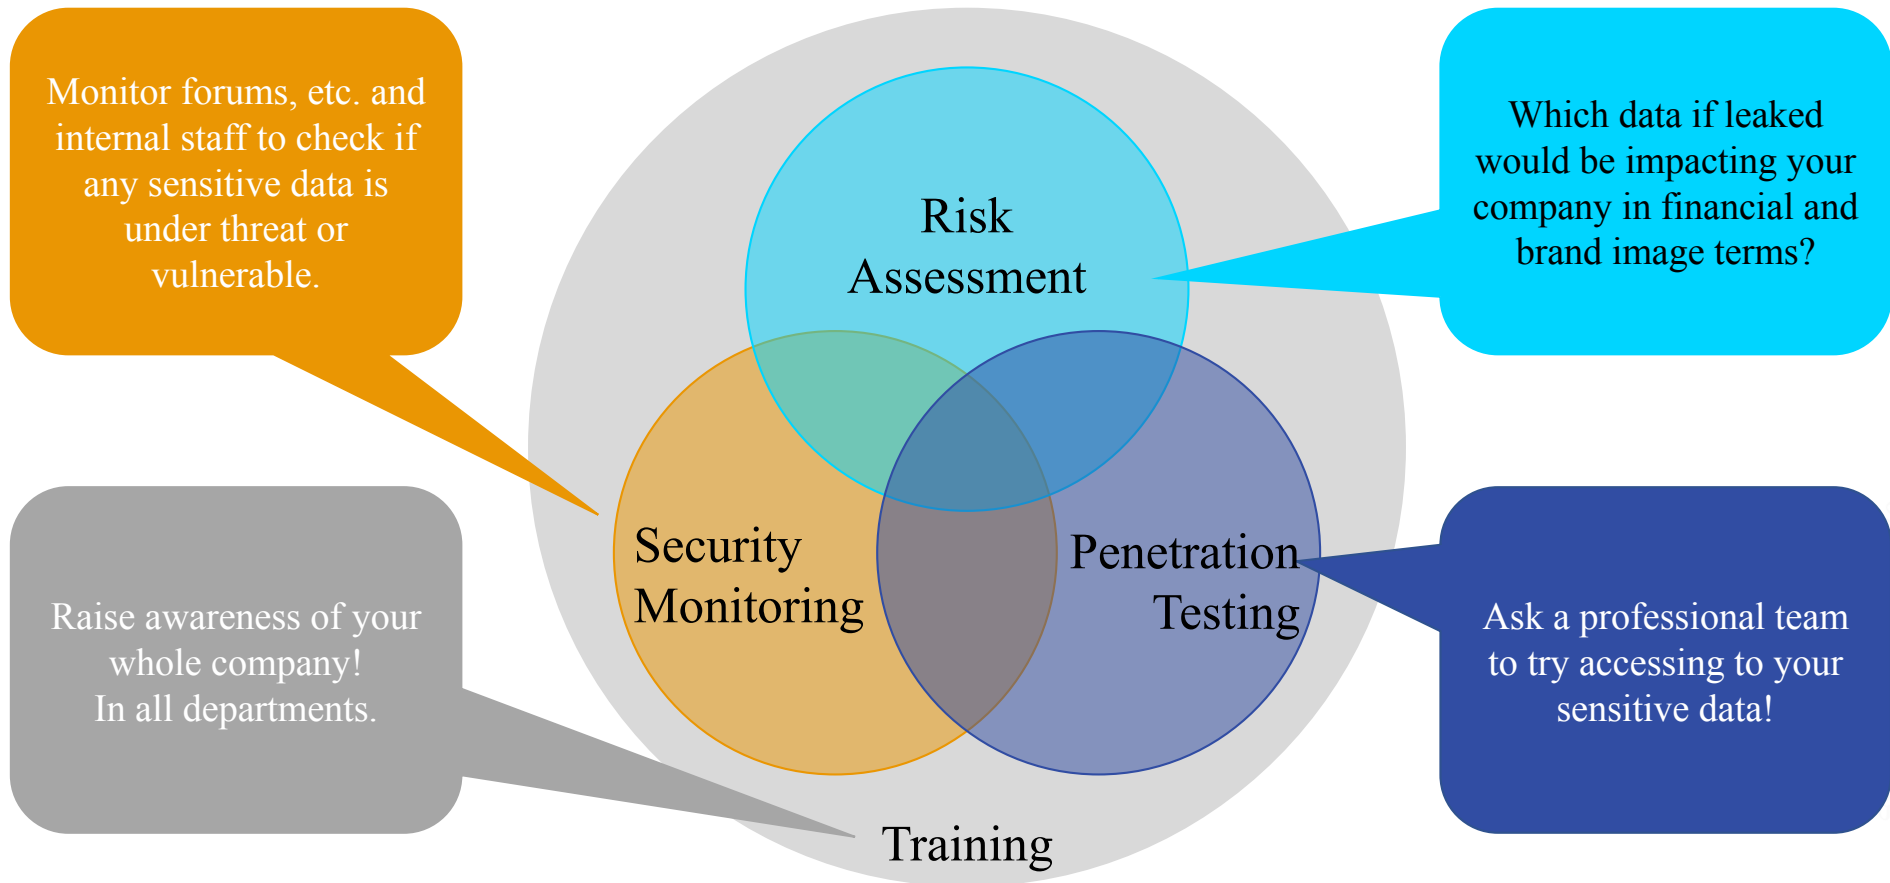 Monitor forums, etc. and
internal staff to check if
any sensitive data is
under threat or
vulnerable.
Risk
Assessment
Which data if leaked
would be impacting your
company in financial and
brand image terms?
Security
Monitoring
Penetration
Testing
Raise awareness of your
whole company!
In all departments.
Ask a professional team
to try accessing to your
sensitive data!
Training